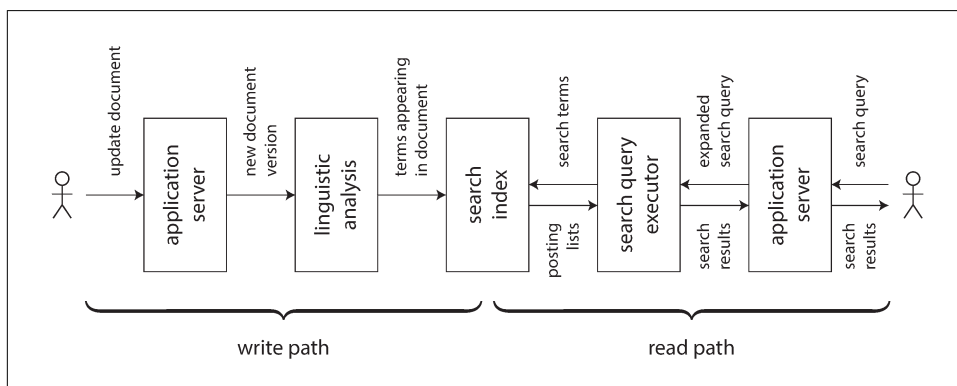 update document
application
server
new document
version
linguistic
analysis
terms appearing
in document
search
index
search terms
posting
lists
search query
executor
expanded
search query
search
results
application
server
search query
search
results
write path
read path